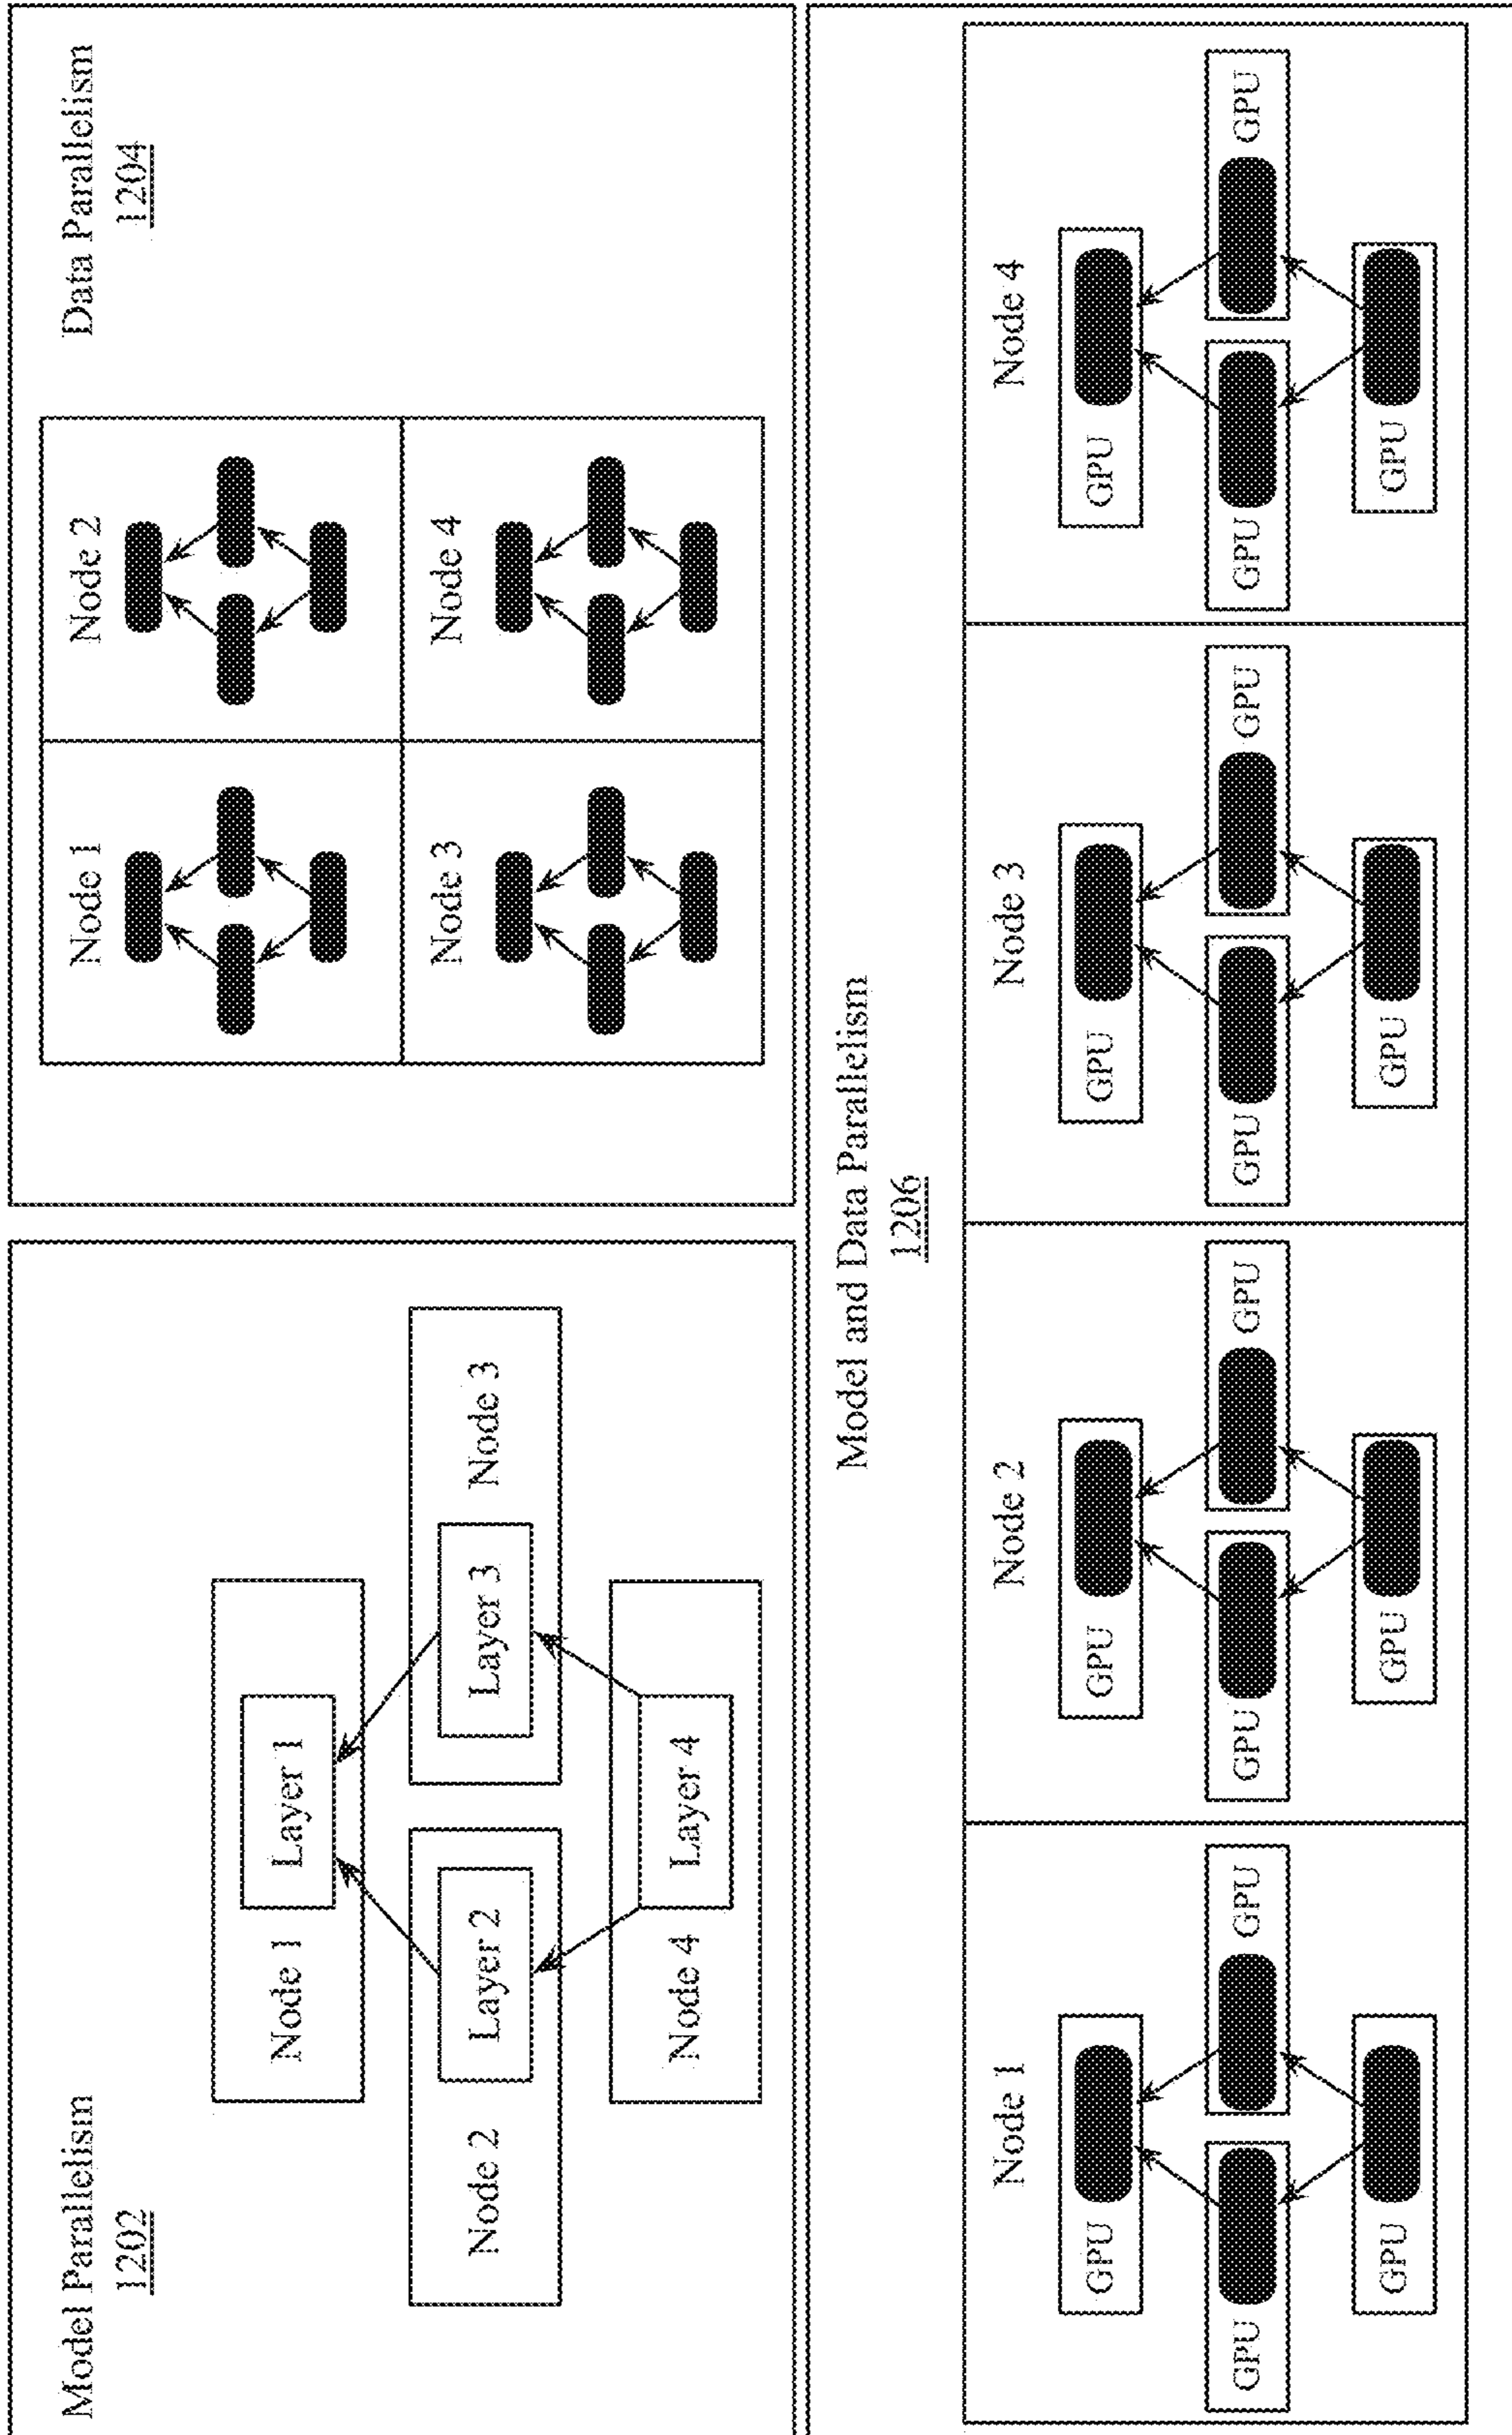 Model Parallelism
1202
Node 1
Layer 1
Node 2
Layer 2
Layer 3
Node 3
Node 4
Layer 4
Data Parallelism
1204
Node 1
Node 2
Node 3
Node 4
Model and Data Parallelism
1206
Node 1
GPU
GPU
GPU
GPU
Node 2
GPU
GPU
GPU
GPU
Node 3
GPU
GPU
GPU
GPU
Node 4
GPU
GPU
GPU
GPU